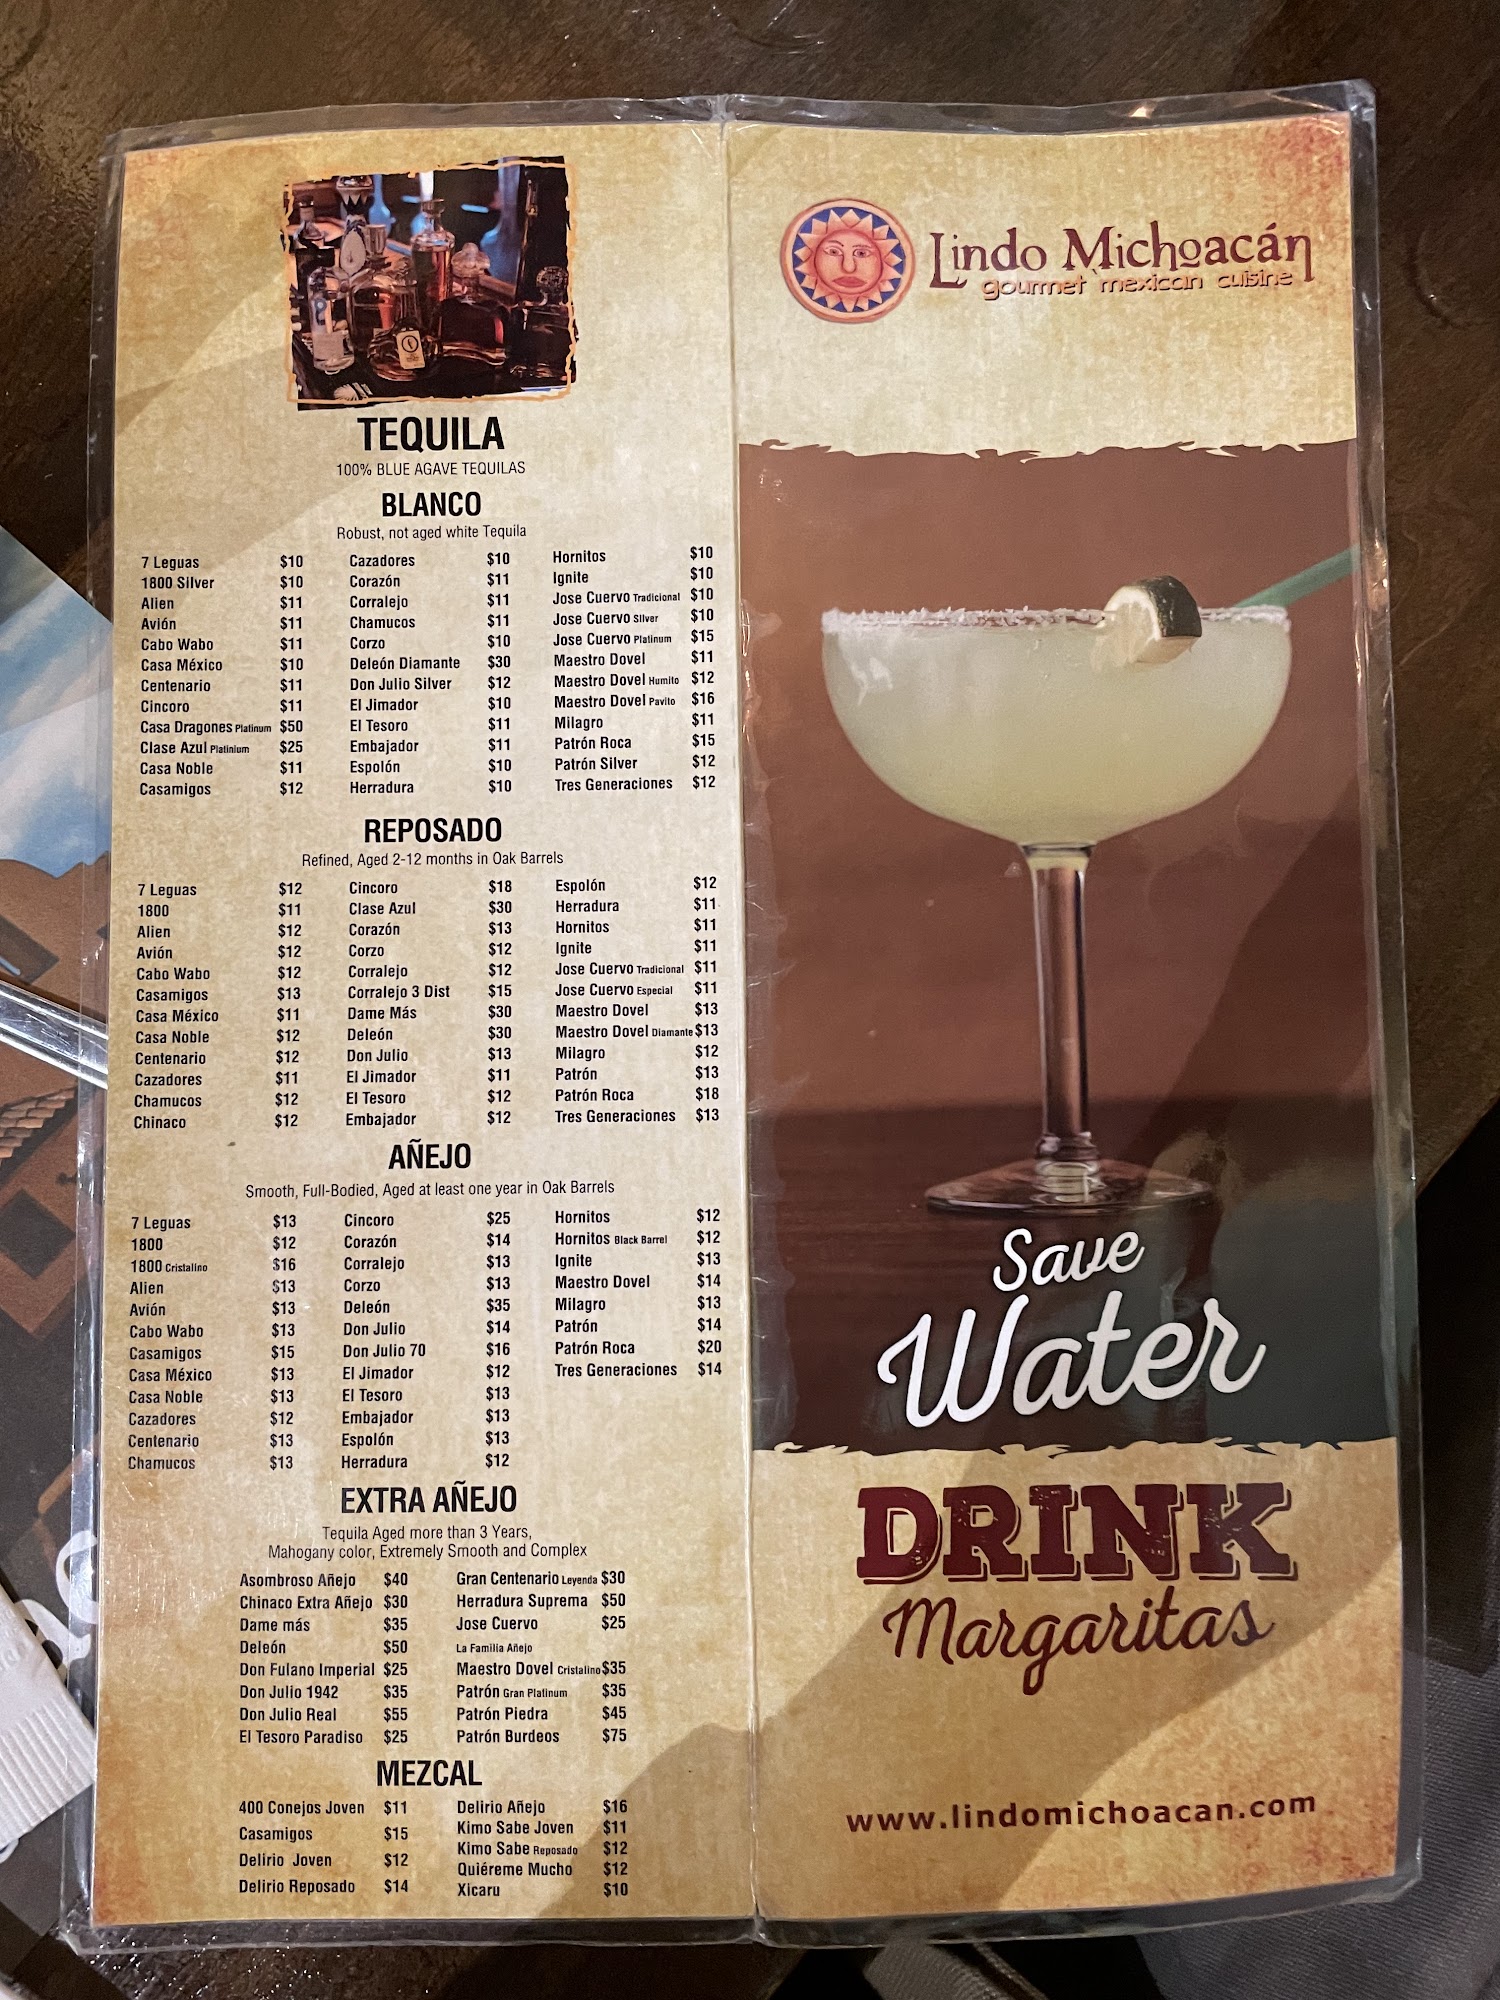 TEQUILA
100% BLUE AGAVE TEQUILAS
BLANCO
Robust, not aged white Tequila
7 Leguas $10
1800 Silver $10
Alien $11
Avión $11
Cabo Wabo $11
Casa México $10
Centenario $11
Cincoro $11
Casa Dragones Platinum $50
Clase Azul Platinium $25
Casa Noble $11
Casamigos $12
Cazadores $10
Corazón $11
Corralejo $11
Chamucos $11
Corzo $10
Deleón Diamante $30
Don Julio Silver $12
El Jimador $10
El Tesoro $11
Embajador $11
Espolón $10
Herradura $10
Hornitos $10
Ignite $10
Jose Cuervo Tradicional $10
Jose Cuervo Silver $10
Jose Cuervo Platinum $15
Maestro Dovel $11
Maestro Dovel Humito $12
Maestro Dovel Pavito $16
Milagro $11
Patrón Roca $15
Patrón Silver $12
Tres Generaciones $12
REPOSADO
Refined, Aged 2-12 months in Oak Barrels
7 Leguas $12
1800 $11
Alien $12
Avión $12
Cabo Wabo $12
Casamigos $13
Casa México $11
Casa Noble $12
Centenario $12
Cazadores $11
Chamucos $12
Chinaco $12
Cincoro $18
Clase Azul $30
Corazón $13
Corzo $12
Corralejo $12
Corralejo 3 Dist $15
Dame Más $30
Deleón $30
Don Julio $13
El Jimador $11
El Tesoro $12
Embajador $12
Espolón $12
Herradura $11
Hornitos $11
Ignite $11
Jose Cuervo Tradicional $11
Jose Cuervo Especial $11
Maestro Dovel $13
Maestro Dovel Diamante $13
Milagro $12
Patrón $13
Patrón Roca $18
Tres Generaciones $13
AÑEJO
Smooth, Full-Bodied, Aged at least one year in Oak Barrels
7 Leguas $13
1800 $12
1800 Cristalino $16
Alien $13
Avión $13
Cabo Wabo $13
Casamigos $15
Casa México $13
Casa Noble $13
Cazadores $12
Centenario $13
Chamucos $13
Cincoro $25
Corazón $14
Corralejo $13
Corzo $13
Deleón $35
Don Julio $14
Don Julio 70 $16
El Jimador $12
El Tesoro $13
Embajador $13
Espolón $13
Herradura $12
Hornitos $12
Hornitos Black Barrel $12
Ignite $13
Maestro Dovel $14
Milagro $13
Patrón $14
Patrón Roca $20
Tres Generaciones $14
EXTRA AÑEJO
Tequila Aged more than 3 Years,
Mahogany color, Extremely Smooth and Complex
Asombroso Añejo $40
Chinaco Extra Añejo $30
Dame más $35
Deleón $50
Don Fulano Imperial $25
Don Julio 1942 $35
Don Julio Real $55
El Tesoro Paradiso $25
Gran Centenario Leyenda $30
Herradura Suprema $50
Jose Cuervo $25
La Familia Añejo
Maestro Dovel Cristalino $35
Patrón Gran Platinum $35
Patrón Piedra $45
Patrón Burdeos $75
MEZCAL
400 Conejos Joven $11
Casamigos $15
Delirio Joven $12
Delirio Reposado $14
Delirio Añejo $16
Kimo Sabe Joven $11
Kimo Sabe Reposado $12
Quiéreme Mucho $12
Xicaru $10
Lindo Michoacán
gourmet mexican cuisine
Save
Water
DRINK
Margaritas
www.lindomichoacan.com